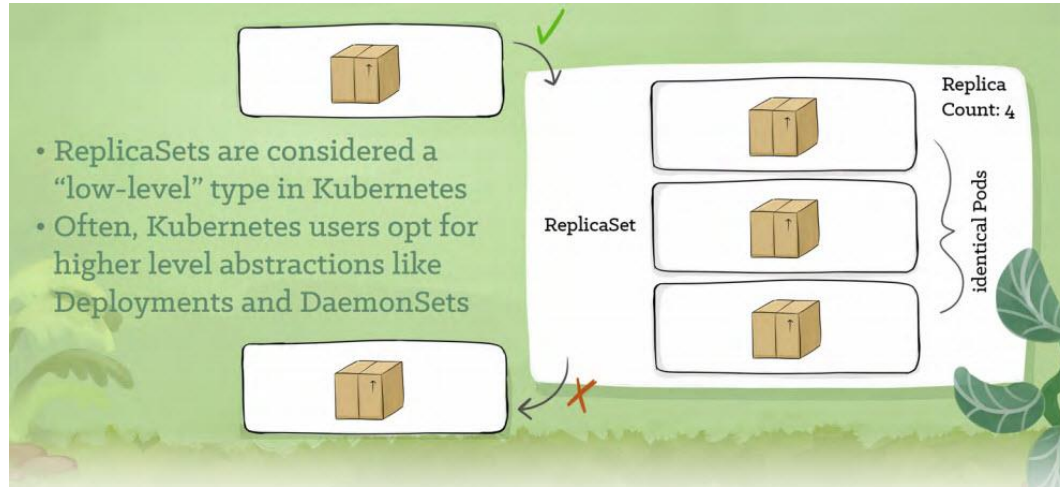 • ReplicaSets are considered a
“low-level” type in Kubernetes
• Often, Kubernetes users opt for
higher level abstractions like
Deployments and DaemonSets
ReplicaSet
Replica
Count: 4
identical Pods